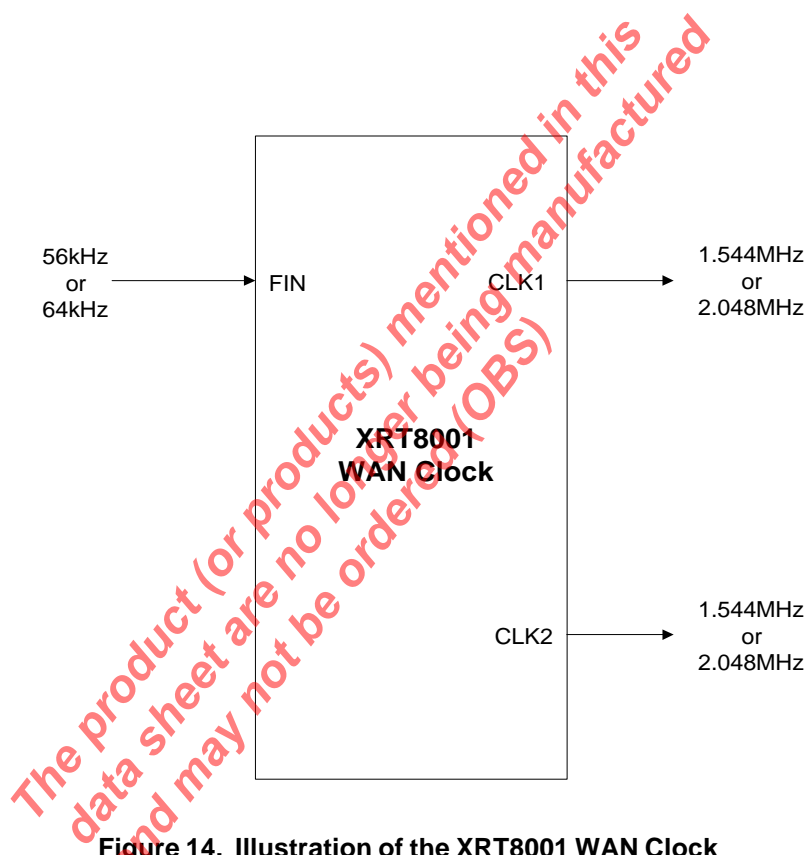 56kHz
or
64kHz
FIN
CLK1
1.544MHz
or
2.048MHz
XRT8001
WAN Clock
CLK2
1.544MHz
or
2.048MHz
The product (or products) mentioned in this
data sheet are no longer being manufactured
and may not be ordered (OBS)
Figure 14. Illustration of the XRT8001 WAN Clock